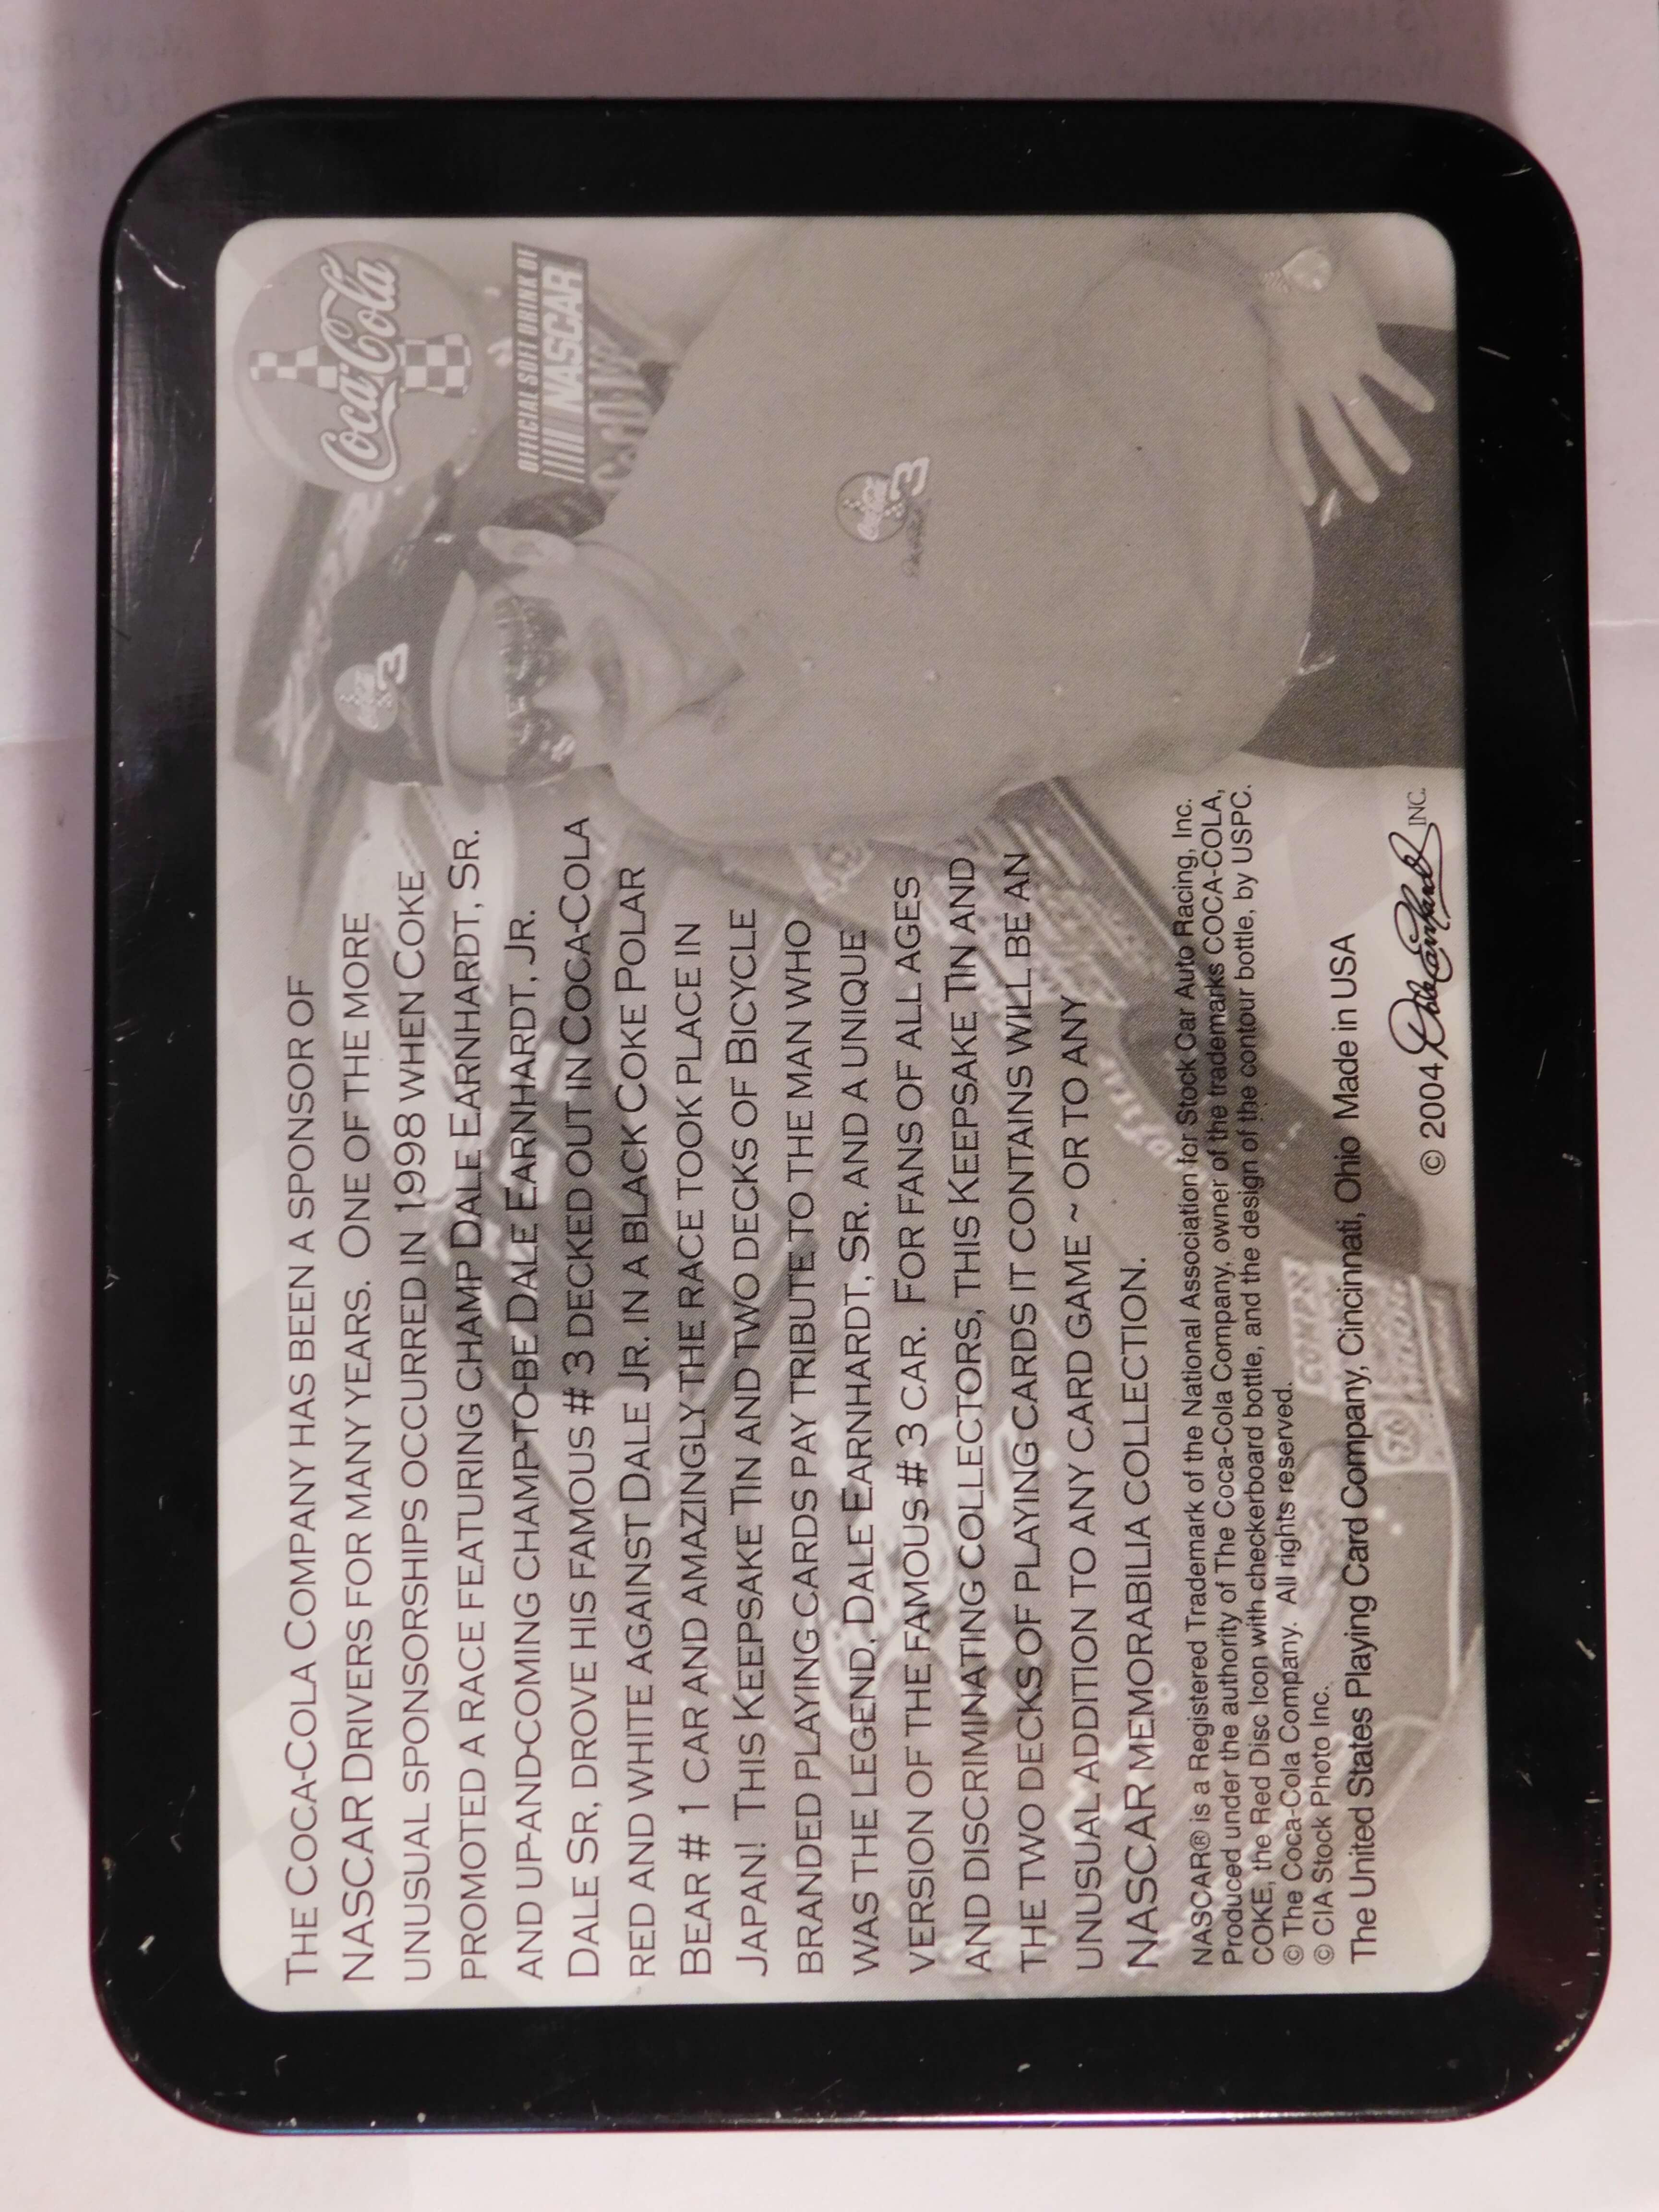 THE COCA-COLA COMPANY HAS BEEN A SPONSOR OF
NASCAR DRIVERS FOR MANY YEARS. ONE OF THE MORE
UNUSUAL SPONSORSHIPS OCCURRED IN 1998 WHEN COKE
PROMOTED A RACE FEATURING CHAMP DALE EARNHARDT, SR.
AND UP-AND-COMING CHAMP-TO-BE DALE EARNHARDT, JR.
DALE SR. DROVE HIS FAMOUS # 3 DECKED OUT IN COCA-COLA
RED AND WHITE AGAINST DALE JR. IN A BLACK COKE POLAR
BEAR # 1 CAR AND AMAZINGLY THE RACE TOOK PLACE IN
JAPAN! THIS KEEPSAKE TIN AND TWO DECKS OF BICYCLE
BRANDED PLAYING CARDS PAY TRIBUTE TO THE MAN WHO
WAS THE LEGEND, DALE EARNHARDT, SR. AND A UNIQUE
VERSION OF THE FAMOUS # 3 CAR. FOR FANS OF ALL AGES
AND DISCRIMINATING COLLECTORS, THIS KEEPSAKE TIN AND
THE TWO DECKS OF PLAYING CARDS IT CONTAINS WILL BE AN
UNUSUAL ADDITION TO ANY CARD GAME ~ OR TO ANY
NASCAR MEMORABILIA COLLECTION.
NASCAR® is a Registered Trademark of the National Association for Stock Car Auto Racing, Inc.
Produced under the authority of The Coca-Cola Company, owner of the trademarks COCA-COLA,
COKE, the Red Disc Icon with checkerboard bottle, and the design of the contour bottle, by USPC.
© The Coca-Cola Company. All rights reserved.
© CIA Stock Photo Inc.
The United States Playing Card Company, Cincinnati, Ohio Made in USA
© 2004 Dale Earnhardt INC.
Coca-Cola
OFFICIAL SOFT DRINK OF
NASCAR
3
Coca-Cola
3
COMP
76